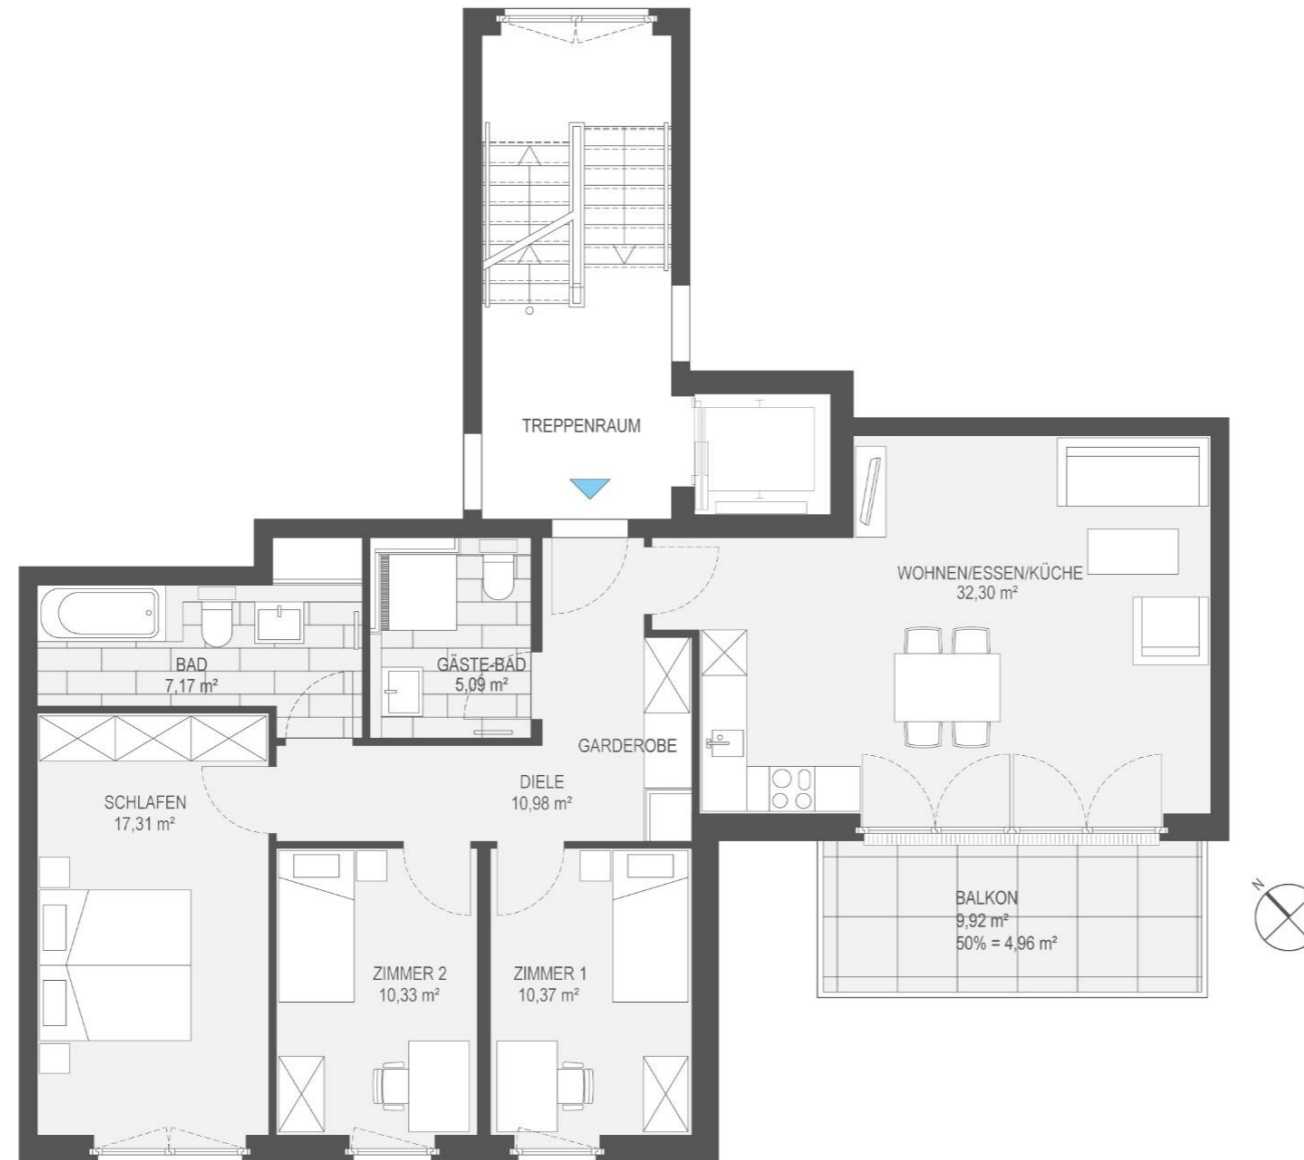 TREPPENRAUM
WOHNEN/ESSEN/KÜCHE
32,30 m²
BAD
7,17 m²
GÄSTE-BAD
5,09 m²
GARDEROBE
DIELE
10,98 m²
SCHLAFEN
17,31 m²
BALKON
9,92 m²
50% = 4,96 m²
N
ZIMMER 2
10,33 m²
ZIMMER 1
10,37 m²